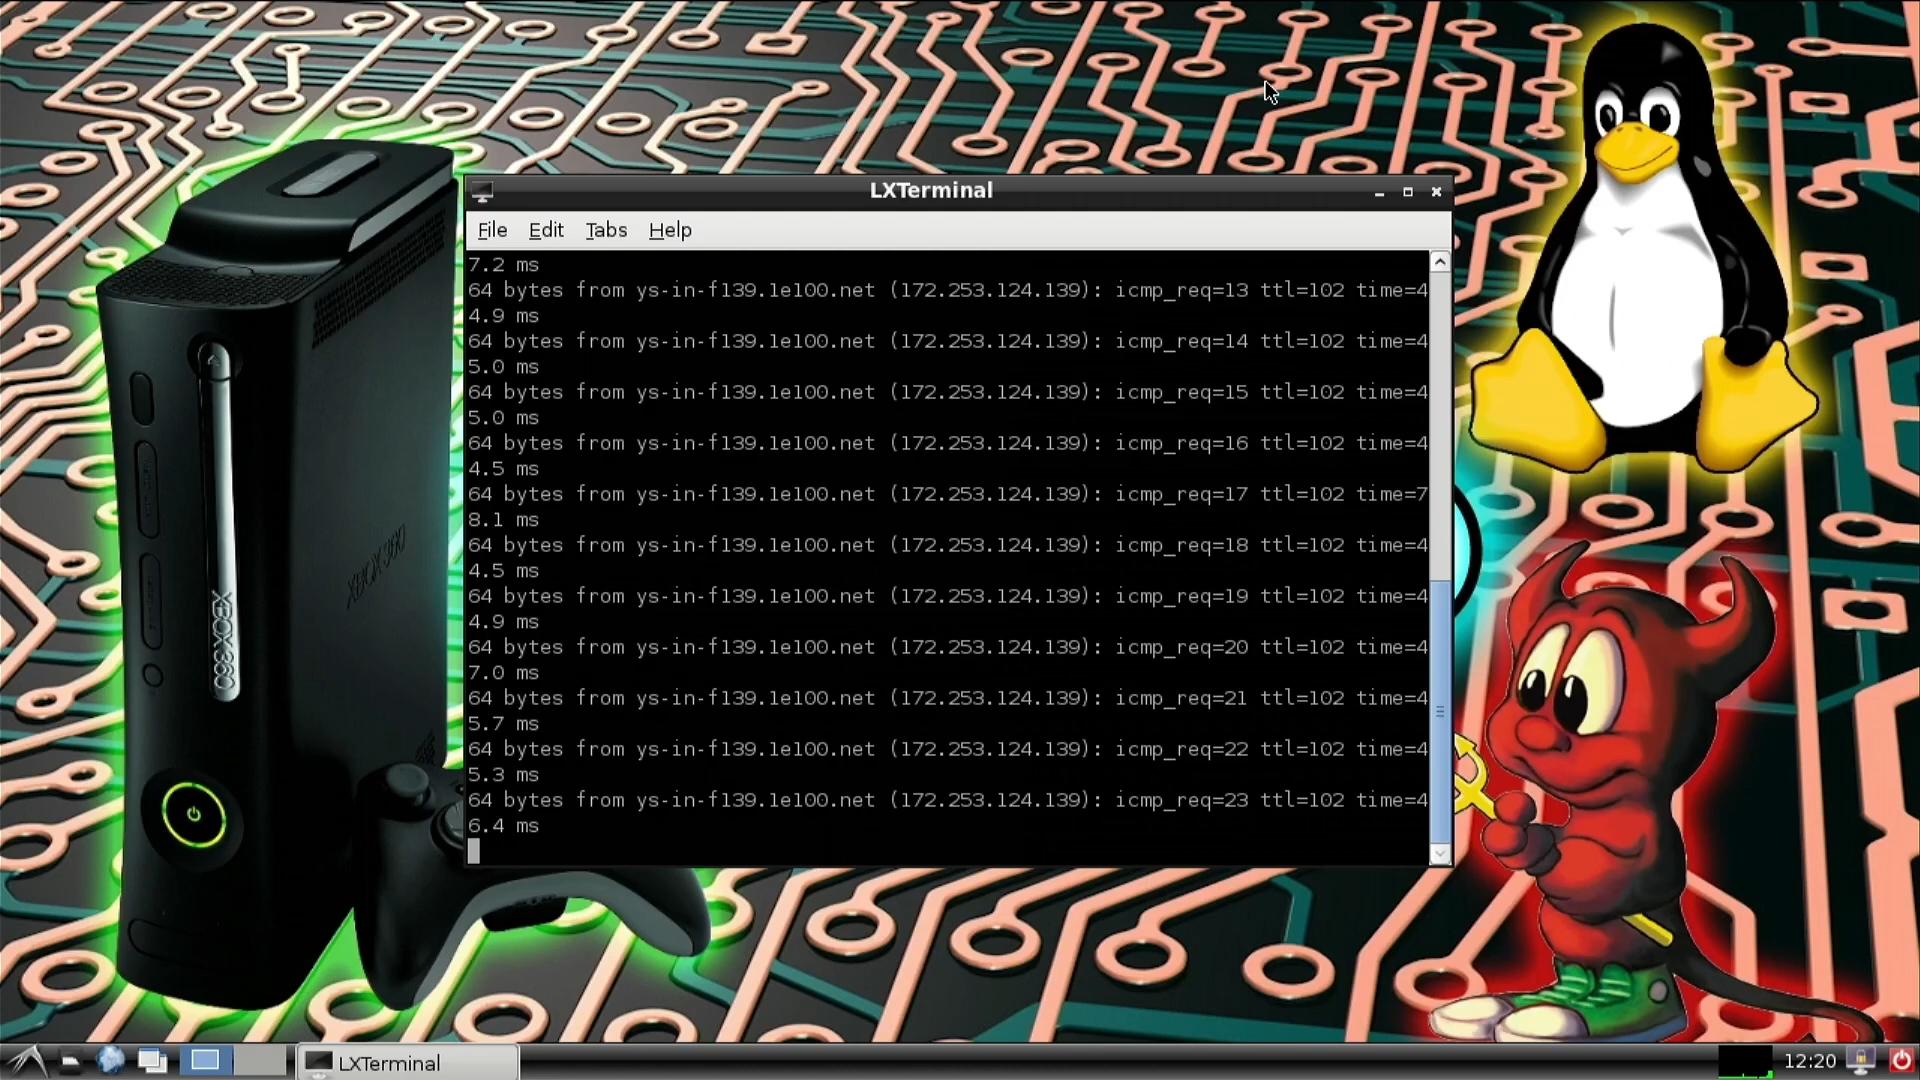 LXTerminal
File Edit Tabs Help
7.2 ms
64 bytes from ys-in-f139.1e100.net (172.253.124.139): icmp_req=13 ttl=102 time=4
4.9 ms
64 bytes from ys-in-f139.1e100.net (172.253.124.139): icmp_req=14 ttl=102 time=4
5.0 ms
64 bytes from ys-in-f139.1e100.net (172.253.124.139): icmp_req=15 ttl=102 time=4
5.0 ms
64 bytes from ys-in-f139.1e100.net (172.253.124.139): icmp_req=16 ttl=102 time=4
4.5 ms
64 bytes from ys-in-f139.1e100.net (172.253.124.139): icmp_req=17 ttl=102 time=7
8.1 ms
64 bytes from ys-in-f139.1e100.net (172.253.124.139): icmp_req=18 ttl=102 time=4
4.5 ms
64 bytes from ys-in-f139.1e100.net (172.253.124.139): icmp_req=19 ttl=102 time=4
4.9 ms
64 bytes from ys-in-f139.1e100.net (172.253.124.139): icmp_req=20 ttl=102 time=4
7.0 ms
64 bytes from ys-in-f139.1e100.net (172.253.124.139): icmp_req=21 ttl=102 time=4
5.7 ms
64 bytes from ys-in-f139.1e100.net (172.253.124.139): icmp_req=22 ttl=102 time=4
5.3 ms
64 bytes from ys-in-f139.1e100.net (172.253.124.139): icmp_req=23 ttl=102 time=4
6.4 ms
XBOX 360
XBOX360
LXTerminal
12:20